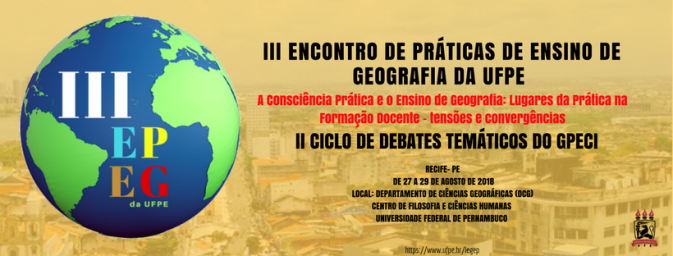 III
EP
EG
da UFPE
III ENCONTRO DE PRÁTICAS DE ENSINO DE
GEOGRAFIA DA UFPE
A Consciência Prática e o Ensino de Geografia: Lugares da Prática na
Formação Docente - tensões e convergências
II CICLO DE DEBATES TEMÁTICOS DO GPECI
RECIFE- PE
DE 27 A 29 DE AGOSTO DE 2018
LOCAL: DEPARTAMENTO DE CIÊNCIAS GEOGRÁFICAS (DCG)
CENTRO DE FILOSOFIA E CIÊNCIAS HUMANAS
UNIVERSIDADE FEDERAL DE PERNAMBUCO
https://www.ufpe.br/iegep